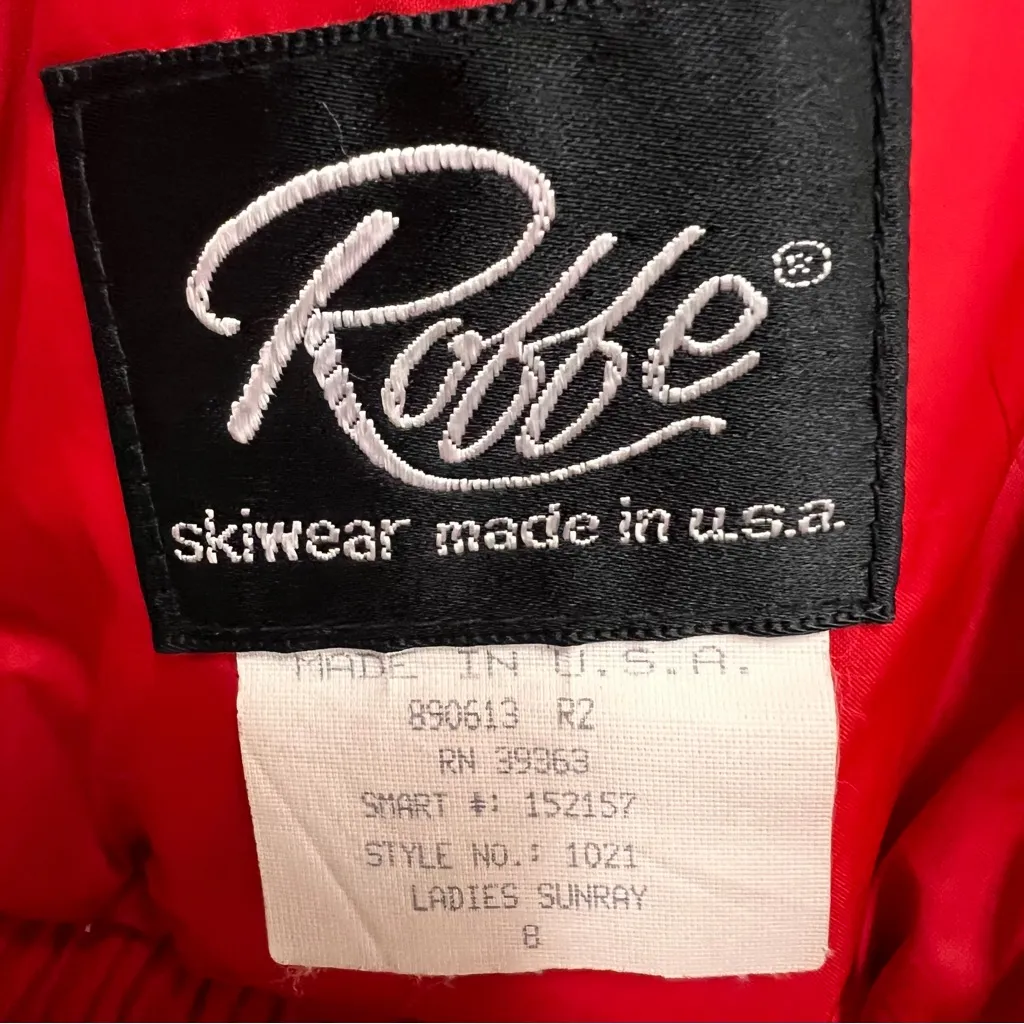 Roffe®
skiwear made in u.s.a.
MADE IN U.S.A.
890613 R2
RN 39363
SMART #: 152157
STYLE NO.: 1021
LADIES SUNRAY
8